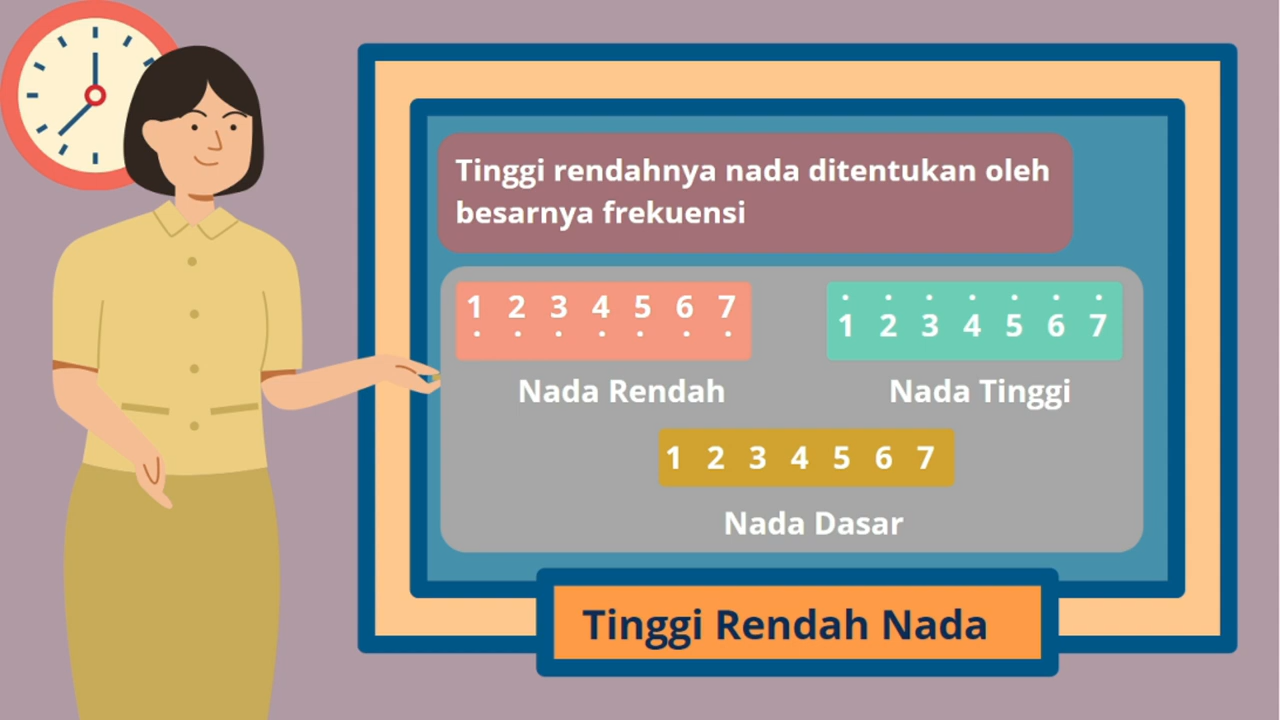 Tinggi rendahnya nada ditentukan oleh
besarnya frekuensi
1̣ 2̣ 3̣ 4̣ 5̣ 6̣ 7̣
Nada Rendah
1̇ 2̇ 3̇ 4̇ 5̇ 6̇ 7̇
Nada Tinggi
1 2 3 4 5 6 7
Nada Dasar
Tinggi Rendah Nada